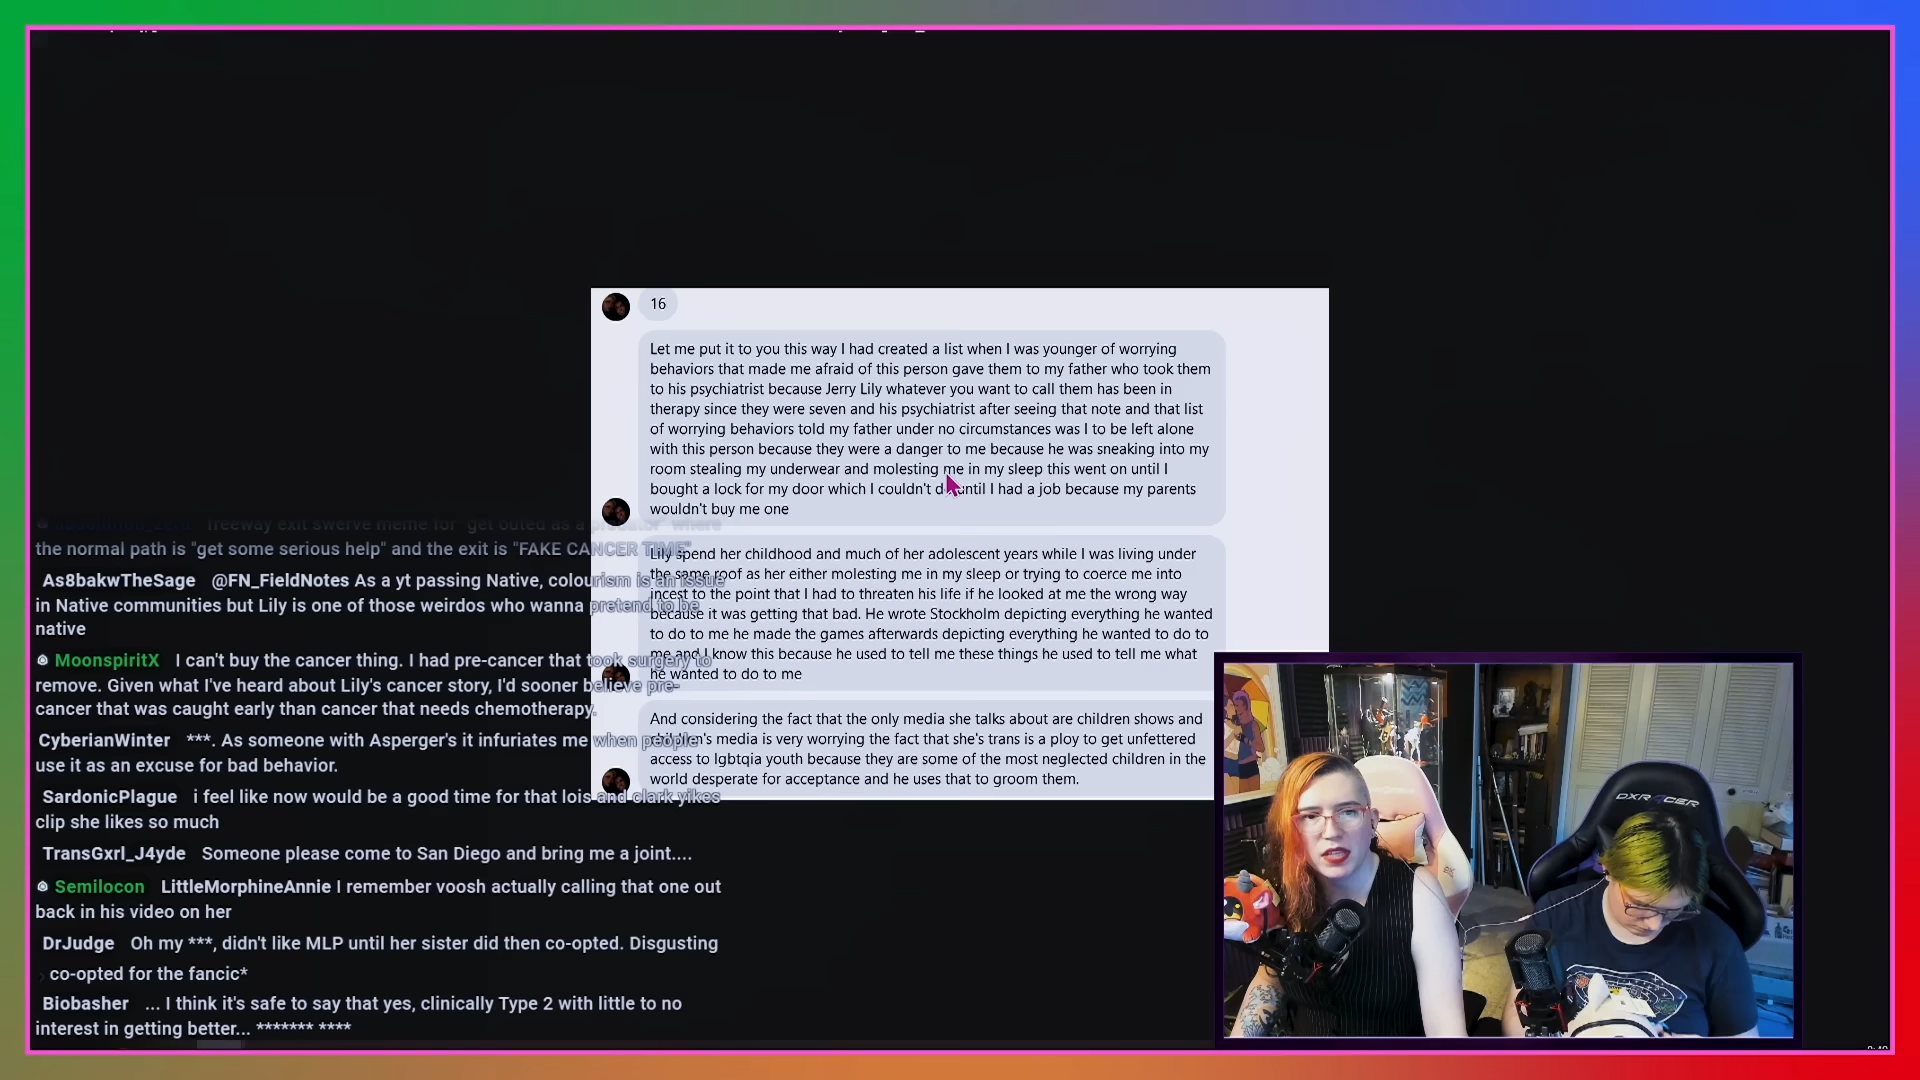 16
Let me put it to you this way I had created a list when I was younger of worrying
behaviors that made me afraid of this person gave them to my father who took them
to his psychiatrist because Jerry Lily whatever you want to call them has been in
therapy since they were seven and his psychiatrist after seeing that note and that list
of worrying behaviors told my father under no circumstances was I to be left alone
with this person because they were a danger to me because he was sneaking into my
room stealing my underwear and molesting me in my sleep this went on until I
bought a lock for my door which I couldn't do until I had a job because my parents
wouldn't buy me one
Lily spend her childhood and much of her adolescent years while I was living under
the same roof as her either molesting me in my sleep or trying to coerce me into
incest to the point that I had to threaten his life if he looked at me the wrong way
because it was getting that bad. He wrote Stockholm depicting everything he wanted
to do to me he made the games afterwards depicting everything he wanted to do to
me and I know this because he used to tell me these things he used to tell me what
he wanted to do to me
And considering the fact that the only media she talks about are children shows and
children's media is very worrying the fact that she's trans is a ploy to get unfettered
access to lgbtqia youth because they are some of the most neglected children in the
world desperate for acceptance and he uses that to groom them.
freeway exit swerve meme for "get outed as a predator" where
the normal path is "get some serious help" and the exit is "FAKE CANCER TIME"
As8bakwTheSage @FN_FieldNotes As a yt passing Native, colourism is an issue
in Native communities but Lily is one of those weirdos who wanna pretend to be
native
MoonspiritX I can't buy the cancer thing. I had pre-cancer that took surgery to
remove. Given what I've heard about Lily's cancer story, I'd sooner believe pre-
cancer that was caught early than cancer that needs chemotherapy.
CyberianWinter ***. As someone with Asperger's it infuriates me when people
use it as an excuse for bad behavior.
SardonicPlague i feel like now would be a good time for that lois and clark yikes
clip she likes so much
TransGxrl_J4yde Someone please come to San Diego and bring me a joint....
Semilocon LittleMorphineAnnie I remember voosh actually calling that one out
back in his video on her
DrJudge Oh my ***, didn't like MLP until her sister did then co-opted. Disgusting
co-opted for the fancic*
Biobasher ... I think it's safe to say that yes, clinically Type 2 with little to no
interest in getting better... ******* ****
DXRACER